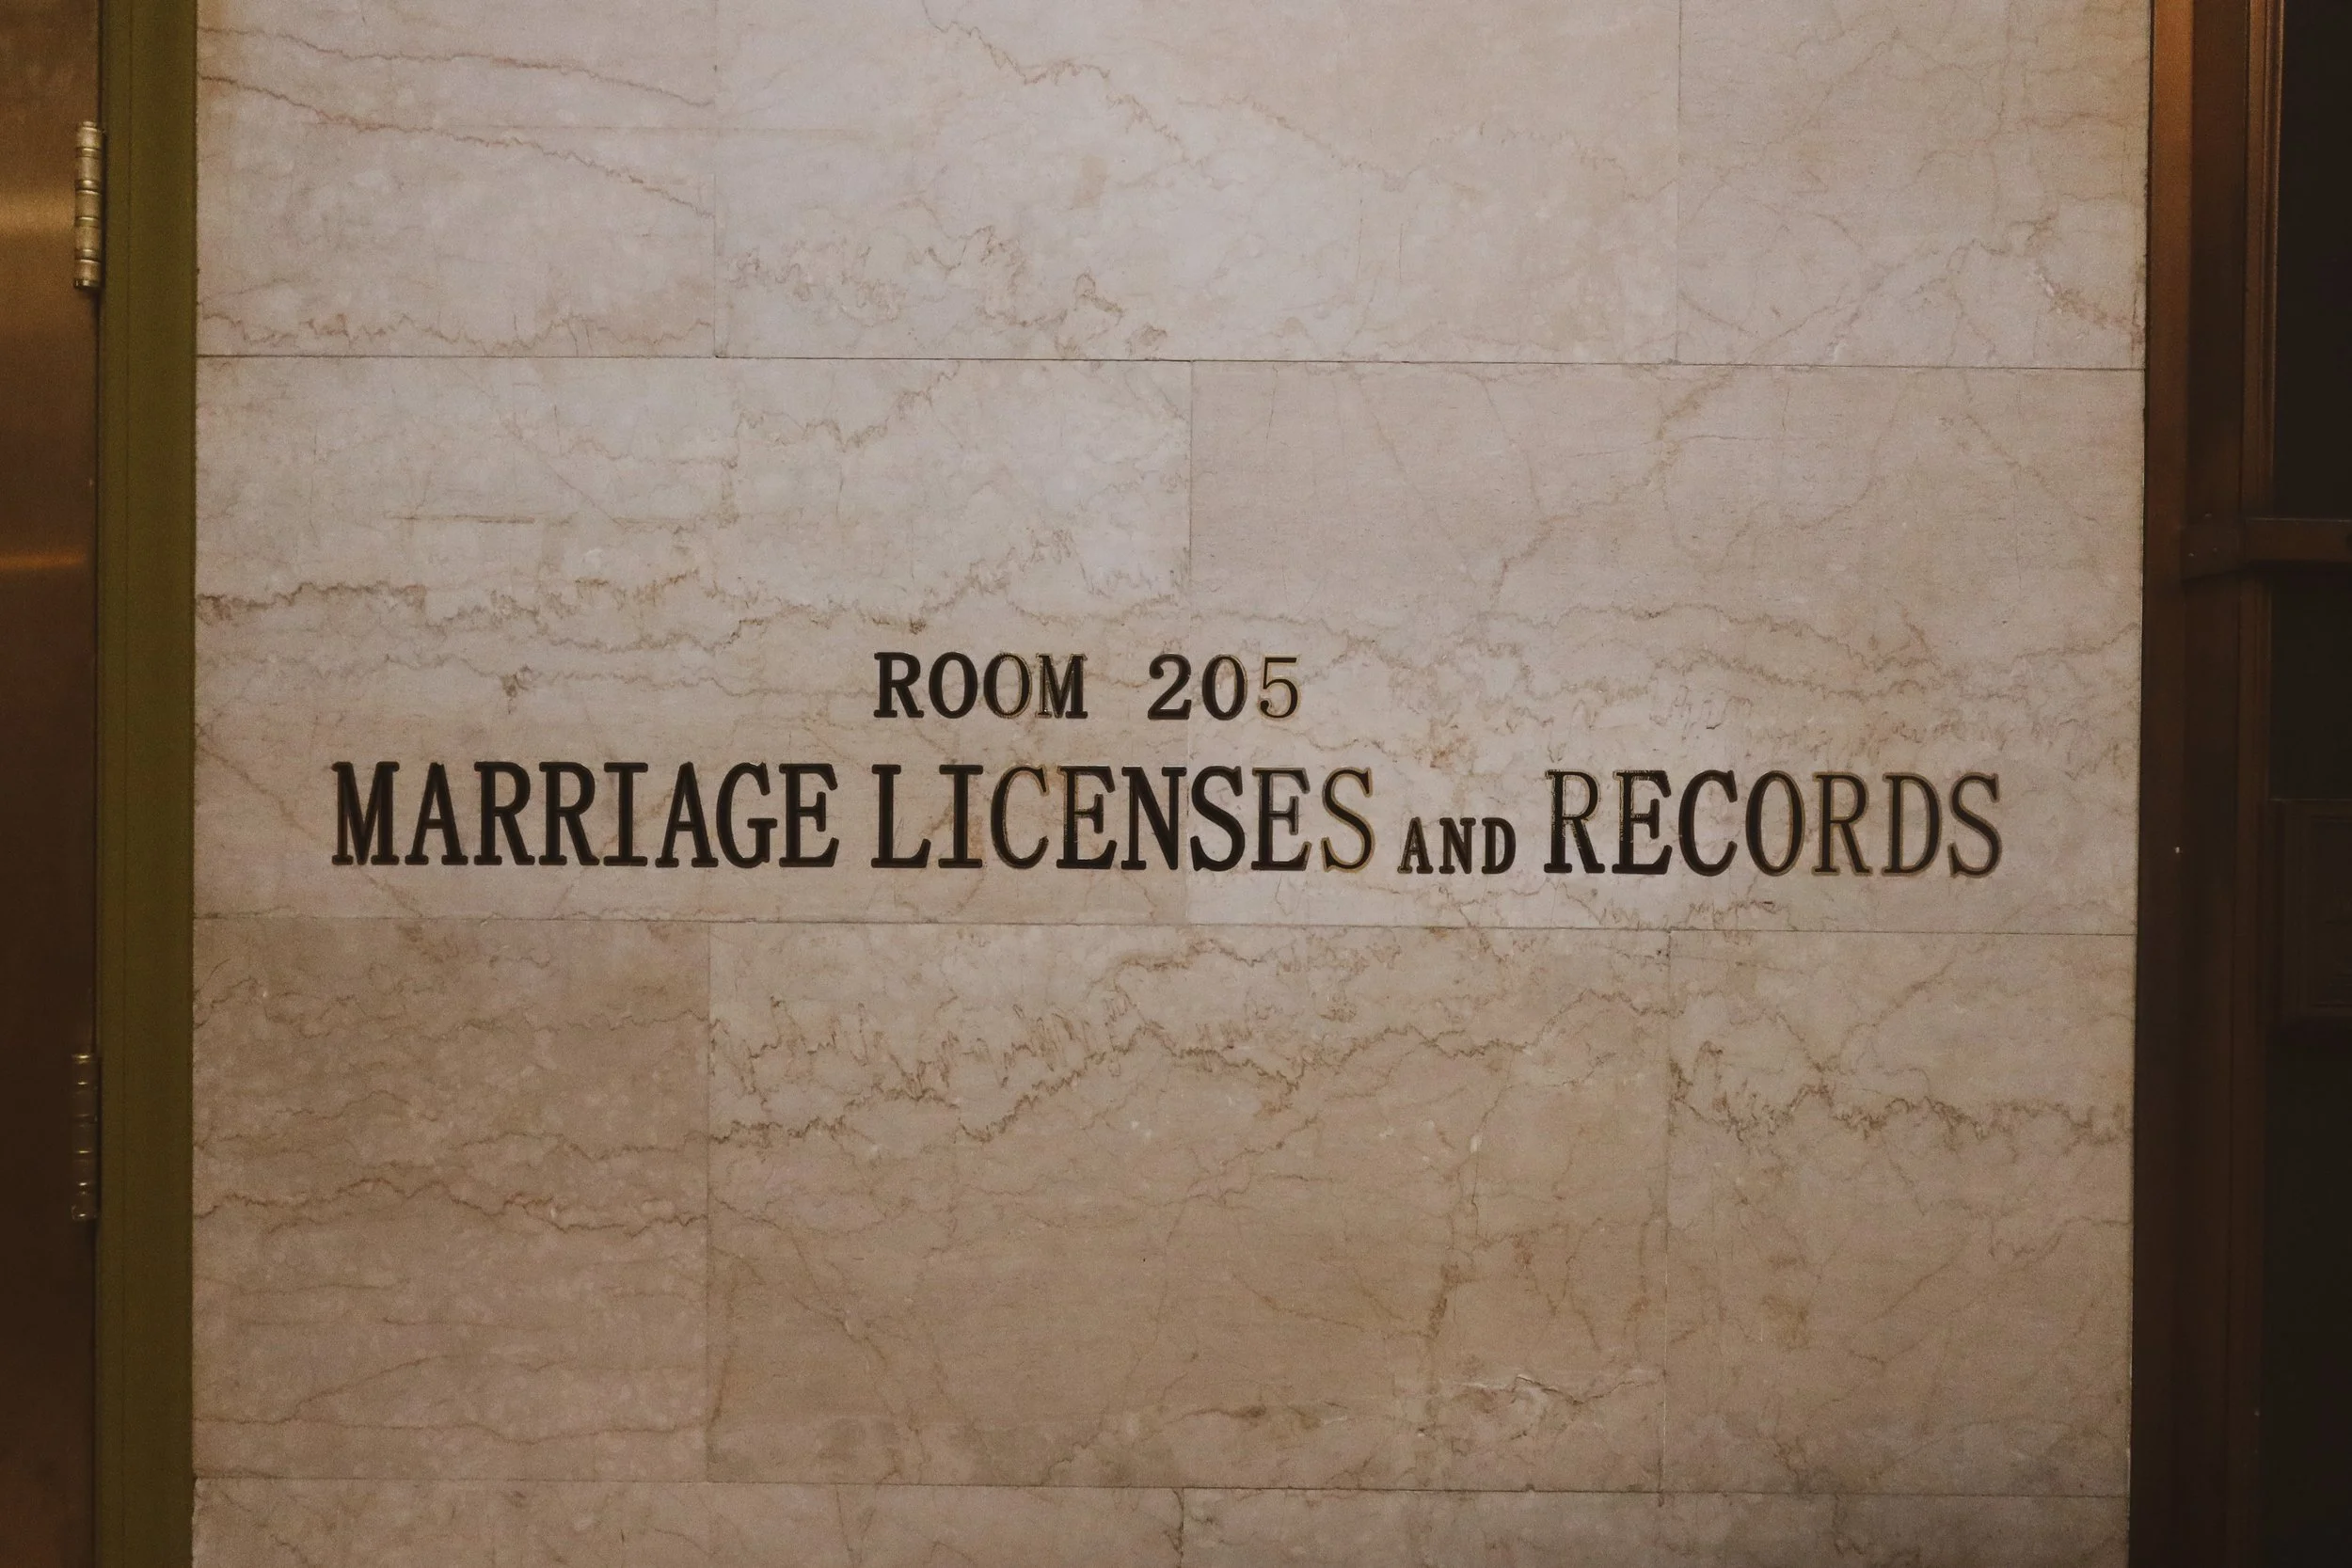 ROOM 205
MARRIAGE LICENSES AND RECORDS